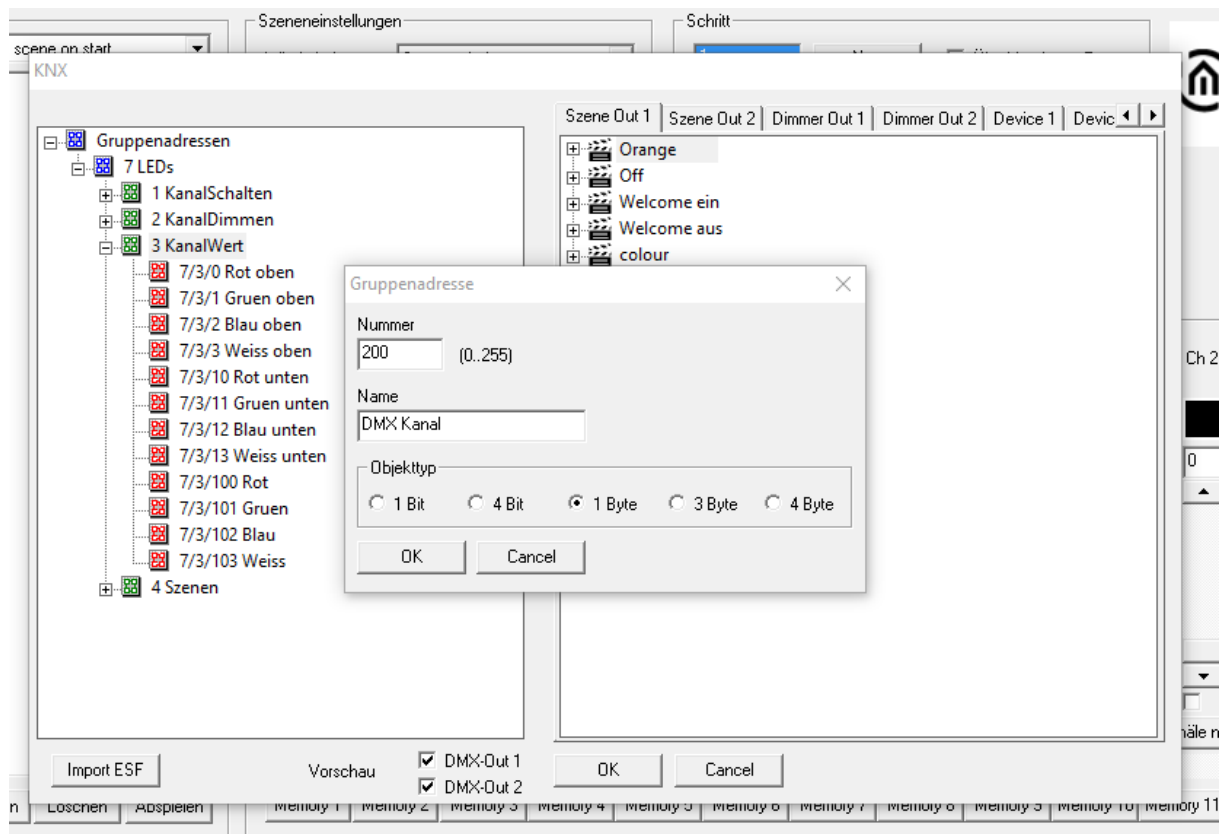 Szeneneinstellungen
Schritt
scene on start
KNX
Szene Out 1 Szene Out 2 Dimmer Out 1 Dimmer Out 2 Device 1 Devic
Gruppenadressen
7 LEDs
1 KanalSchalten
2 KanalDimmen
3 KanalWert
7/3/0 Rot oben
7/3/1 Gruen oben
7/3/2 Blau oben
7/3/3 Weiss oben
7/3/10 Rot unten
7/3/11 Gruen unten
7/3/12 Blau unten
7/3/13 Weiss unten
7/3/100 Rot
7/3/101 Gruen
7/3/102 Blau
7/3/103 Weiss
4 Szenen
Orange
Off
Welcome ein
Welcome aus
colour
Gruppenadresse
Nummer
200 (0..255)
Name
DMX Kanal
Objekttyp
1 Bit 4 Bit 1 Byte 3 Byte 4 Byte
OK Cancel
Ch 2
0
äle n
Import ESF Vorschau DMX-Out 1 OK Cancel
DMX-Out 2
n Löschen Abspielen Memory 1 Memory 2 Memory 3 Memory 4 Memory 5 Memory 6 Memory 7 Memory 8 Memory 9 Memory 10 Memory 11